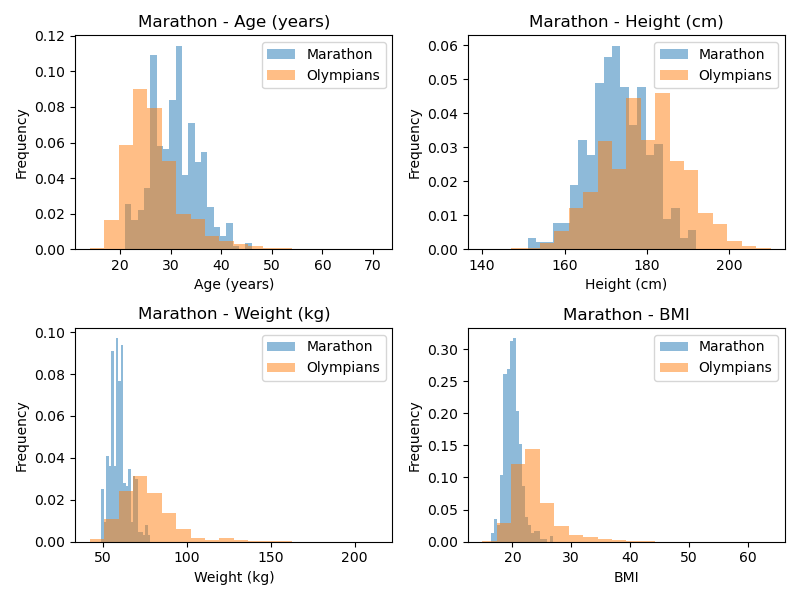 Marathon - Age (years)
Frequency
0.12
0.10
0.08
0.06
0.04
0.02
0.00
Marathon
Olympians
20
30
40
50
60
70
Age (years)
Marathon - Height (cm)
Frequency
0.06
0.05
0.04
0.03
0.02
0.01
0.00
Marathon
Olympians
140
160
180
200
Height (cm)
Marathon - Weight (kg)
Frequency
0.10
0.08
0.06
0.04
0.02
0.00
Marathon
Olympians
50
100
150
200
Weight (kg)
Marathon - BMI
Frequency
0.30
0.25
0.20
0.15
0.10
0.05
0.00
Marathon
Olympians
20
30
40
50
60
BMI